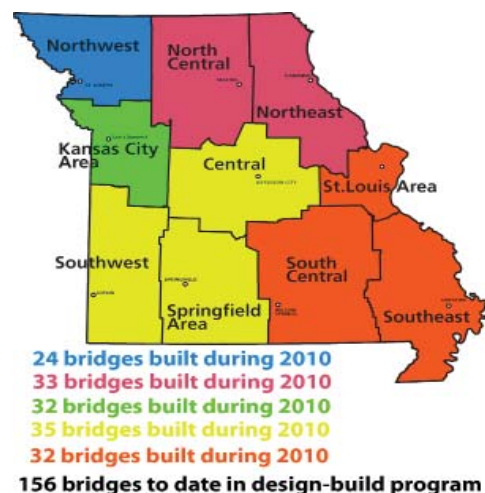 Northwest
North
Central
Northeast
Kansas City
Area
Central
St.Louis Area
Southwest
Springfield
Area
South
Central
Southeast
24 bridges built during 2010
33 bridges built during 2010
32 bridges built during 2010
35 bridges built during 2010
32 bridges built during 2010
156 bridges to date in design-build program